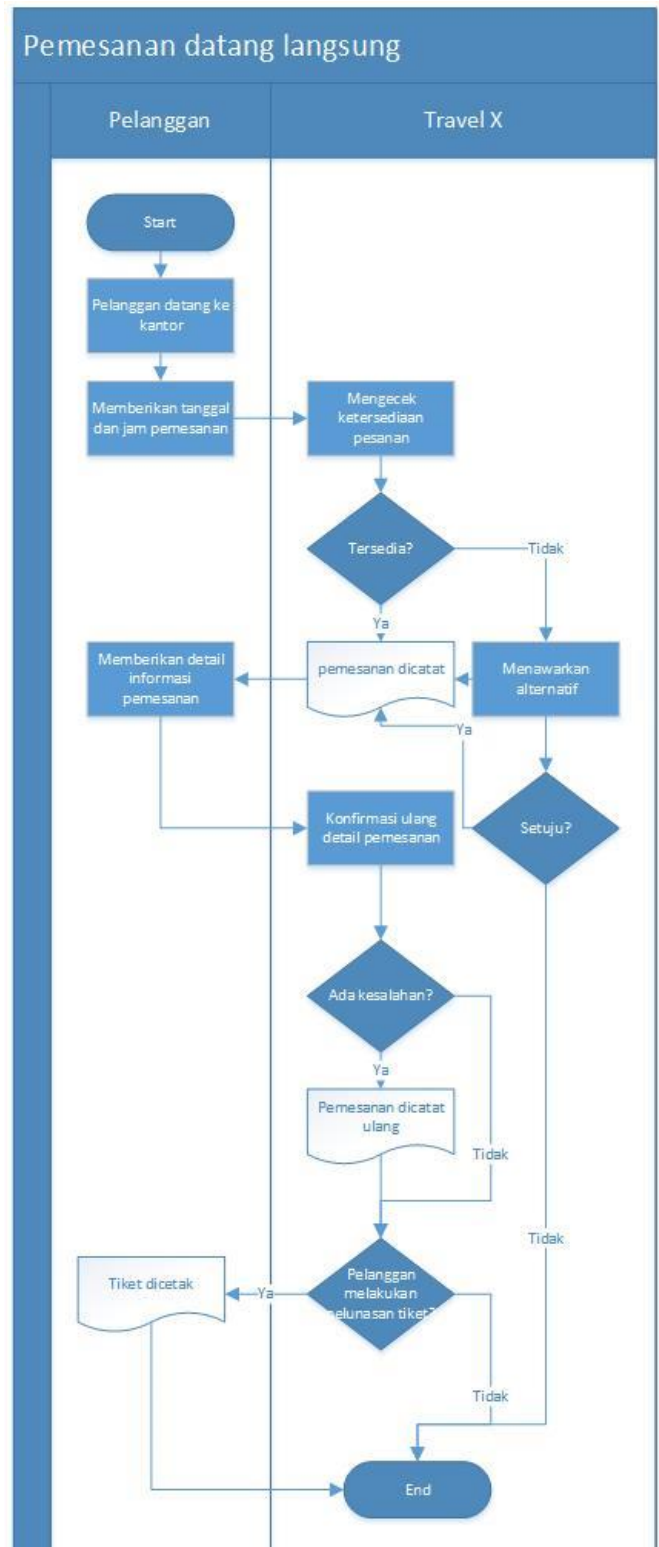 Pemesanan datang langsung
Pelanggan
Travel X
Start
Pelanggan datang ke
kantor
Memberikan tanggal
dan jam pemesanan
Mengecek
ketersediaan
pesanan
Tersedia?
Tidak
Ya
Memberikan detail
informasi
pemesanan
pemesanan dicatat
Menawarkan
alternatif
Ya
Konfirmasi ulang
detail pemesanan
Setuju?
Ada kesalahan?
Ya
Pemesanan dicatat
ulang
Tidak
Tidak
Tiket dicetak
Ya
Pelanggan
melakukan
pelunasan tiket?
Tidak
End